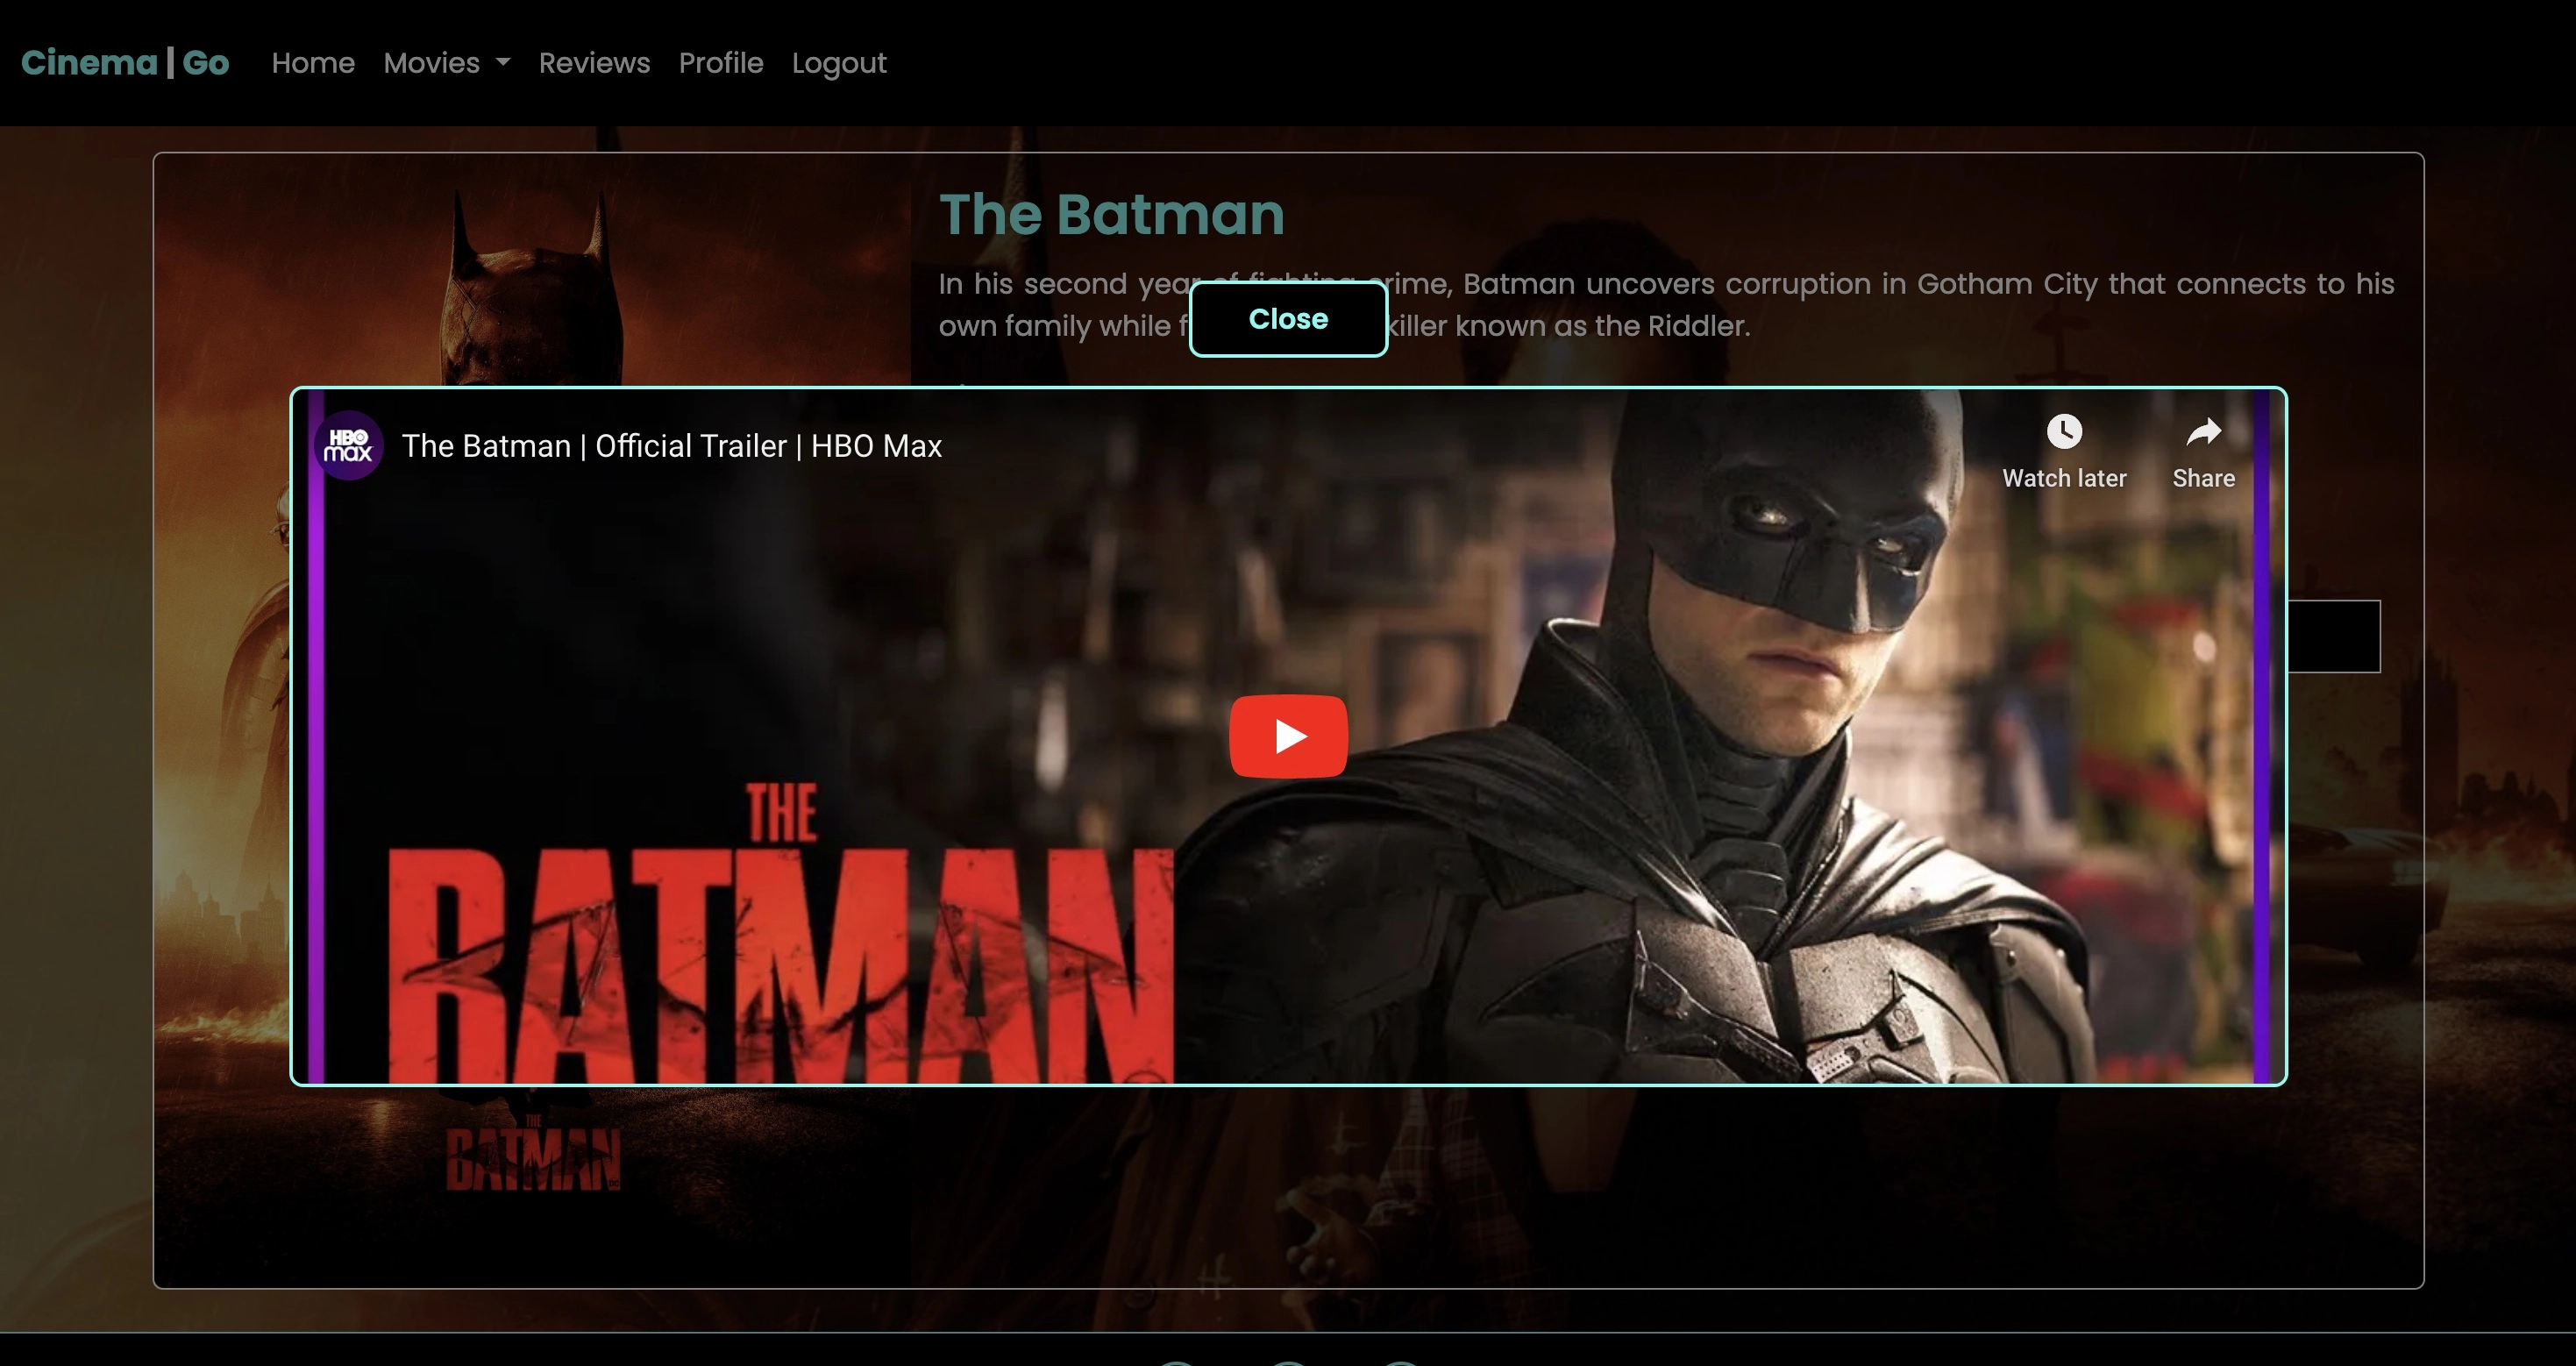 Cinema | Go Home Movies Reviews Profile Logout
The Batman
In his second year of fighting crime, Batman uncovers corruption in Gotham City that connects to his
own family while f killer known as the Riddler.
Close
HBO
max
The Batman | Official Trailer | HBO Max
Watch later
Share
THE
BATMAN
THE
BATMAN